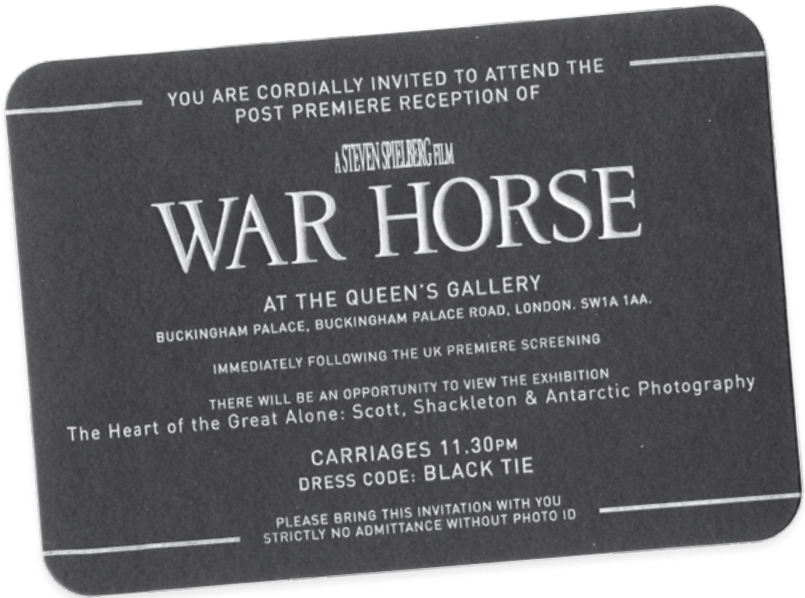 YOU ARE CORDIALLY INVITED TO ATTEND THE
POST PREMIERE RECEPTION OF
A STEVEN SPIELBERG FILM
WAR HORSE
AT THE QUEEN'S GALLERY
BUCKINGHAM PALACE, BUCKINGHAM PALACE ROAD, LONDON. SW1A 1AA.
IMMEDIATELY FOLLOWING THE UK PREMIERE SCREENING
THERE WILL BE AN OPPORTUNITY TO VIEW THE EXHIBITION
The Heart of the Great Alone: Scott, Shackleton & Antarctic Photography
CARRIAGES 11.30PM
DRESS CODE: BLACK TIE
PLEASE BRING THIS INVITATION WITH YOU
STRICTLY NO ADMITTANCE WITHOUT PHOTO ID